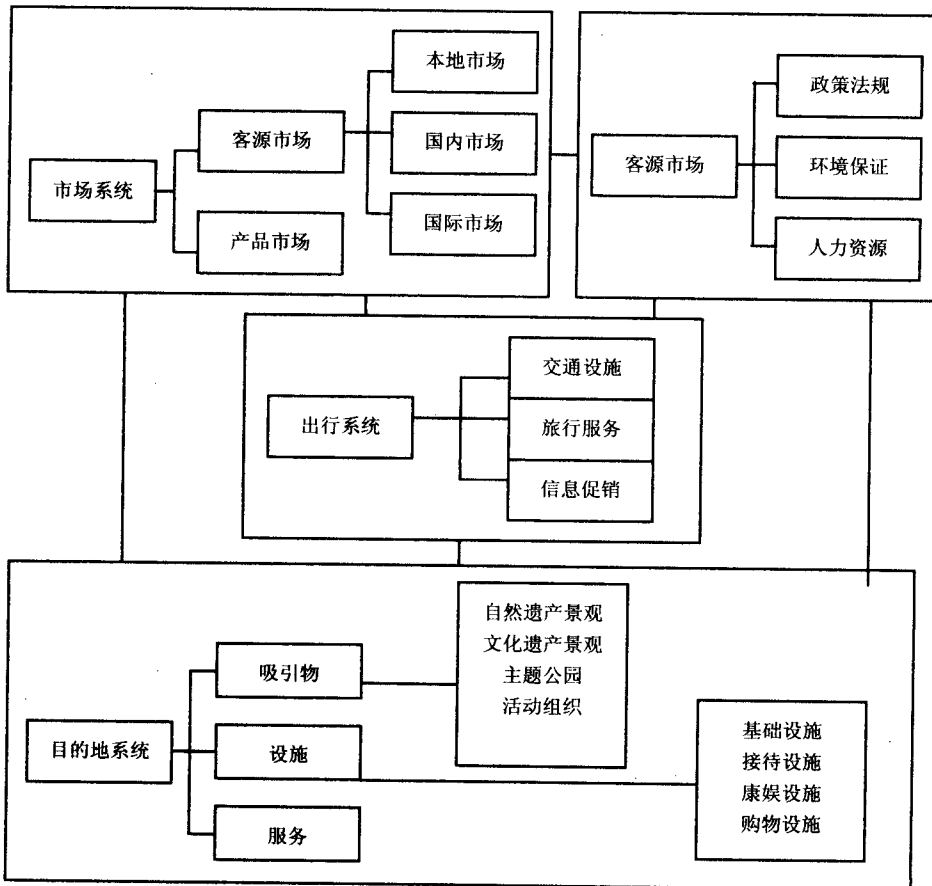 市场系统
客源市场
产品市场
本地市场
国内市场
国际市场
客源市场
政策法规
环境保证
人力资源
出行系统
交通设施
旅行服务
信息促销
目的地系统
吸引物
设施
服务
自然遗产景观
文化遗产景观
主题公园
活动组织
基础设施
接待设施
康娱设施
购物设施